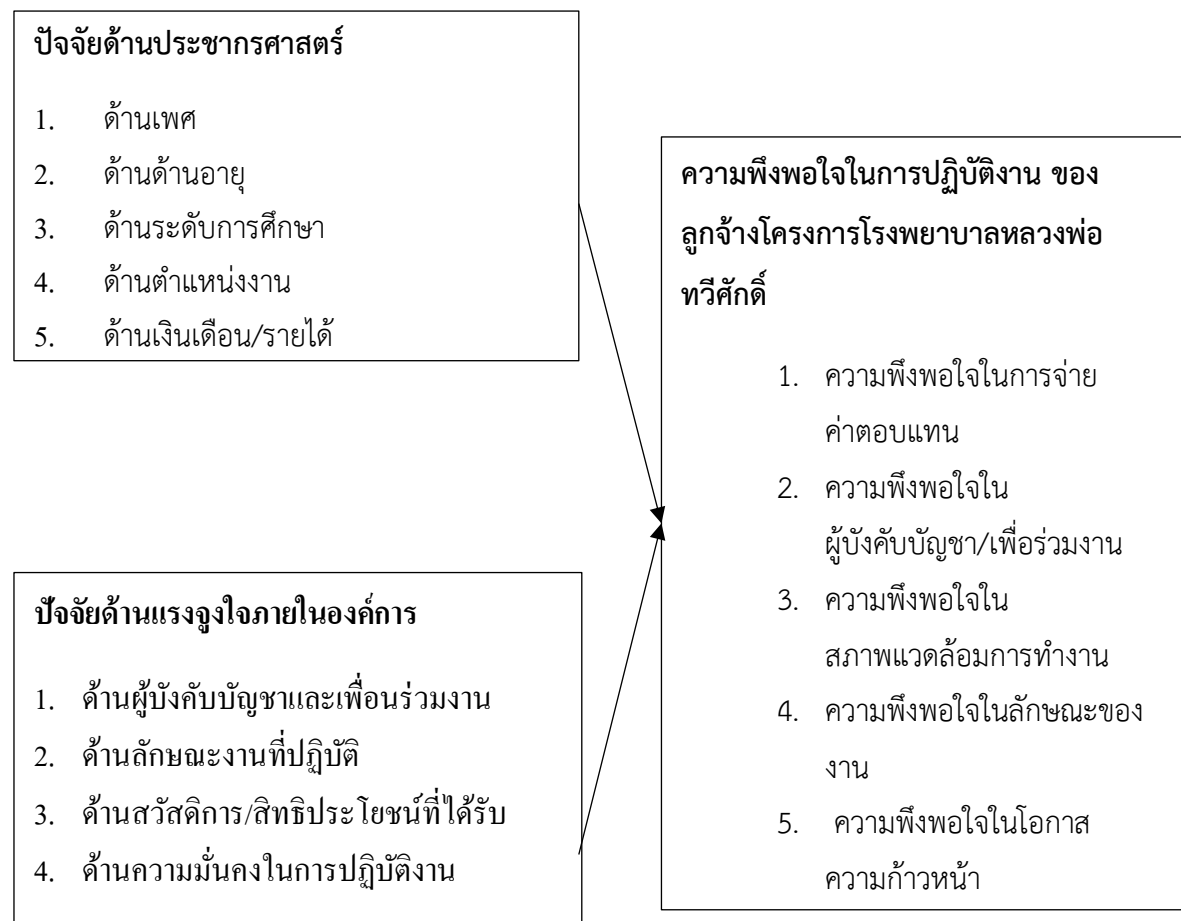 ปัจจัยด้านประชากรศาสตร์
1. ด้านเพศ
2. ด้านด้านอายุ
3. ด้านระดับการศึกษา
4. ด้านตำแหน่งงาน
5. ด้านเงินเดือน/รายได้
ปัจจัยด้านแรงจูงใจภายในองค์การ
1. ด้านผู้บังคับบัญชาและเพื่อนร่วมงาน
2. ด้านลักษณะงานที่ปฏิบัติ
3. ด้านสวัสดิการ/สิทธิประโยชน์ที่ได้รับ
4. ด้านความมั่นคงในการปฏิบัติงาน
ความพึงพอใจในการปฏิบัติงาน ของ
ลูกจ้างโครงการโรงพยาบาลหลวงพ่อ
ทวีศักดิ์
1. ความพึงพอใจในการจ่าย
ค่าตอบแทน
2. ความพึงพอใจใน
ผู้บังคับบัญชา/เพื่อร่วมงาน
3. ความพึงพอใจใน
สภาพแวดล้อมการทำงาน
4. ความพึงพอใจในลักษณะของ
งาน
5. ความพึงพอใจในโอกาส
ความก้าวหน้า